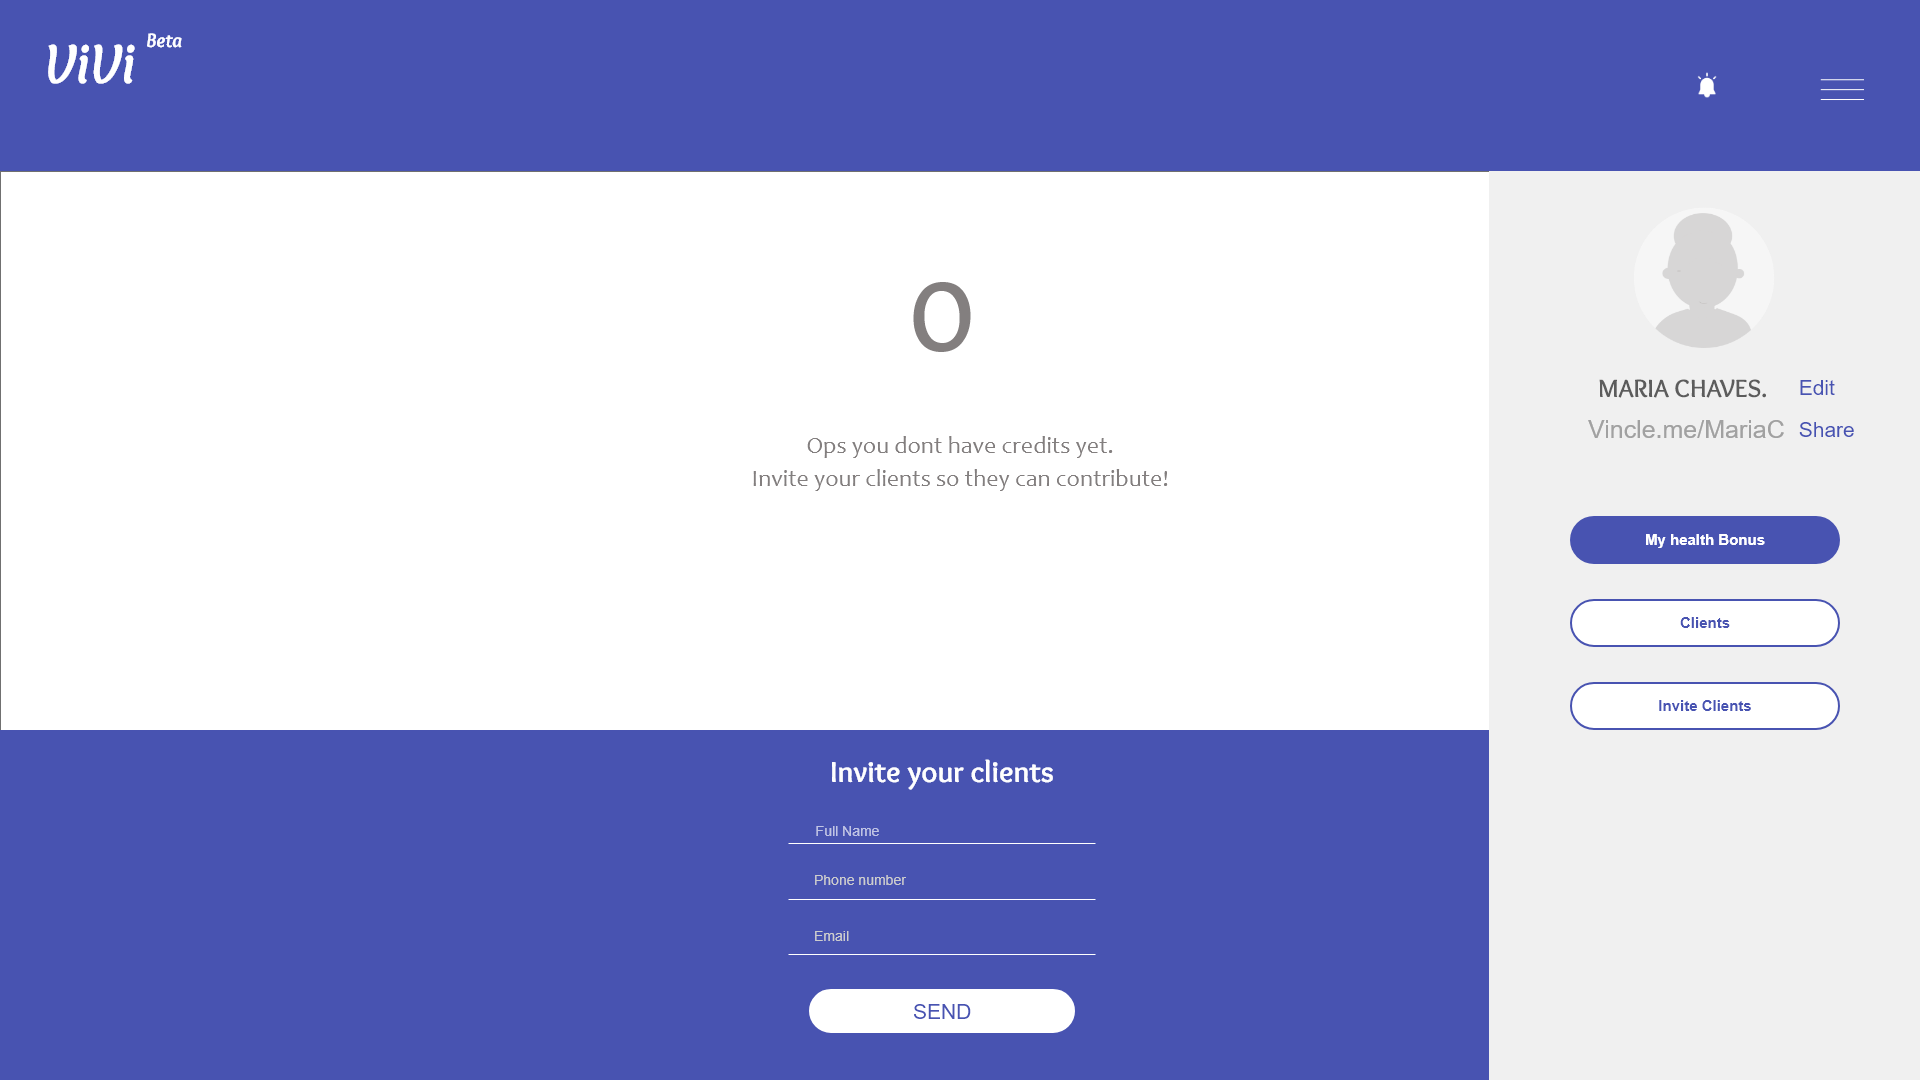 ViVi Beta
0
Ops you dont have credits yet.
Invite your clients so they can contribute!
MARIA CHAVES. Edit
Vincle.me/MariaC Share
My health Bonus
Clients
Invite Clients
Invite your clients
Full Name
Phone number
Email
SEND